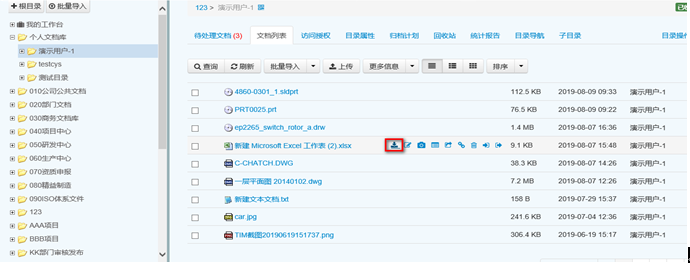 +根目录 ⊕批量导入
我的工作台
个人文档库
演示用户-1
testcys
测试目录
010公司公共文档
020部门文档
030商务文档库
040项目中心
050研发中心
060生产中心
070资质申报
080精益制造
090ISO体系文件
123
AAA项目
BBB项目
KK部门审核发布
123 > 演示用户-1
待处理文档 (3) 文档列表 访问授权 目录属性 归档计划 回收站 统计报告 目录导航 子目录 目录操
查询 刷新 批量导入 上传 更多信息 排序
4860-0301_1.sldprt 112.5 KB 2019-08-09 09:33 演示用户-1
PRT0025.prt 76.5 KB 2019-08-09 09:22 演示用户-1
ep2265_switch_rotor_a.drw 1.4 MB 2019-08-07 16:36 演示用户-1
新建 Microsoft Excel 工作表 (2).xlsx 9.1 KB 2019-08-07 15:48 演示用户-1
C-CHATCH.DWG 38.3 KB 2019-08-07 14:26 演示用户-1
一层平面图 20140102.dwg 7.2 MB 2019-08-07 12:26 演示用户-1
新建文本文档.txt 158 B 2019-07-29 15:37 演示用户-1
car.jpg 241.6 KB 2019-07-04 12:36 演示用户-1
TIM截图20190619151737.png 306.4 KB 2019-06-19 15:17 演示用户-1